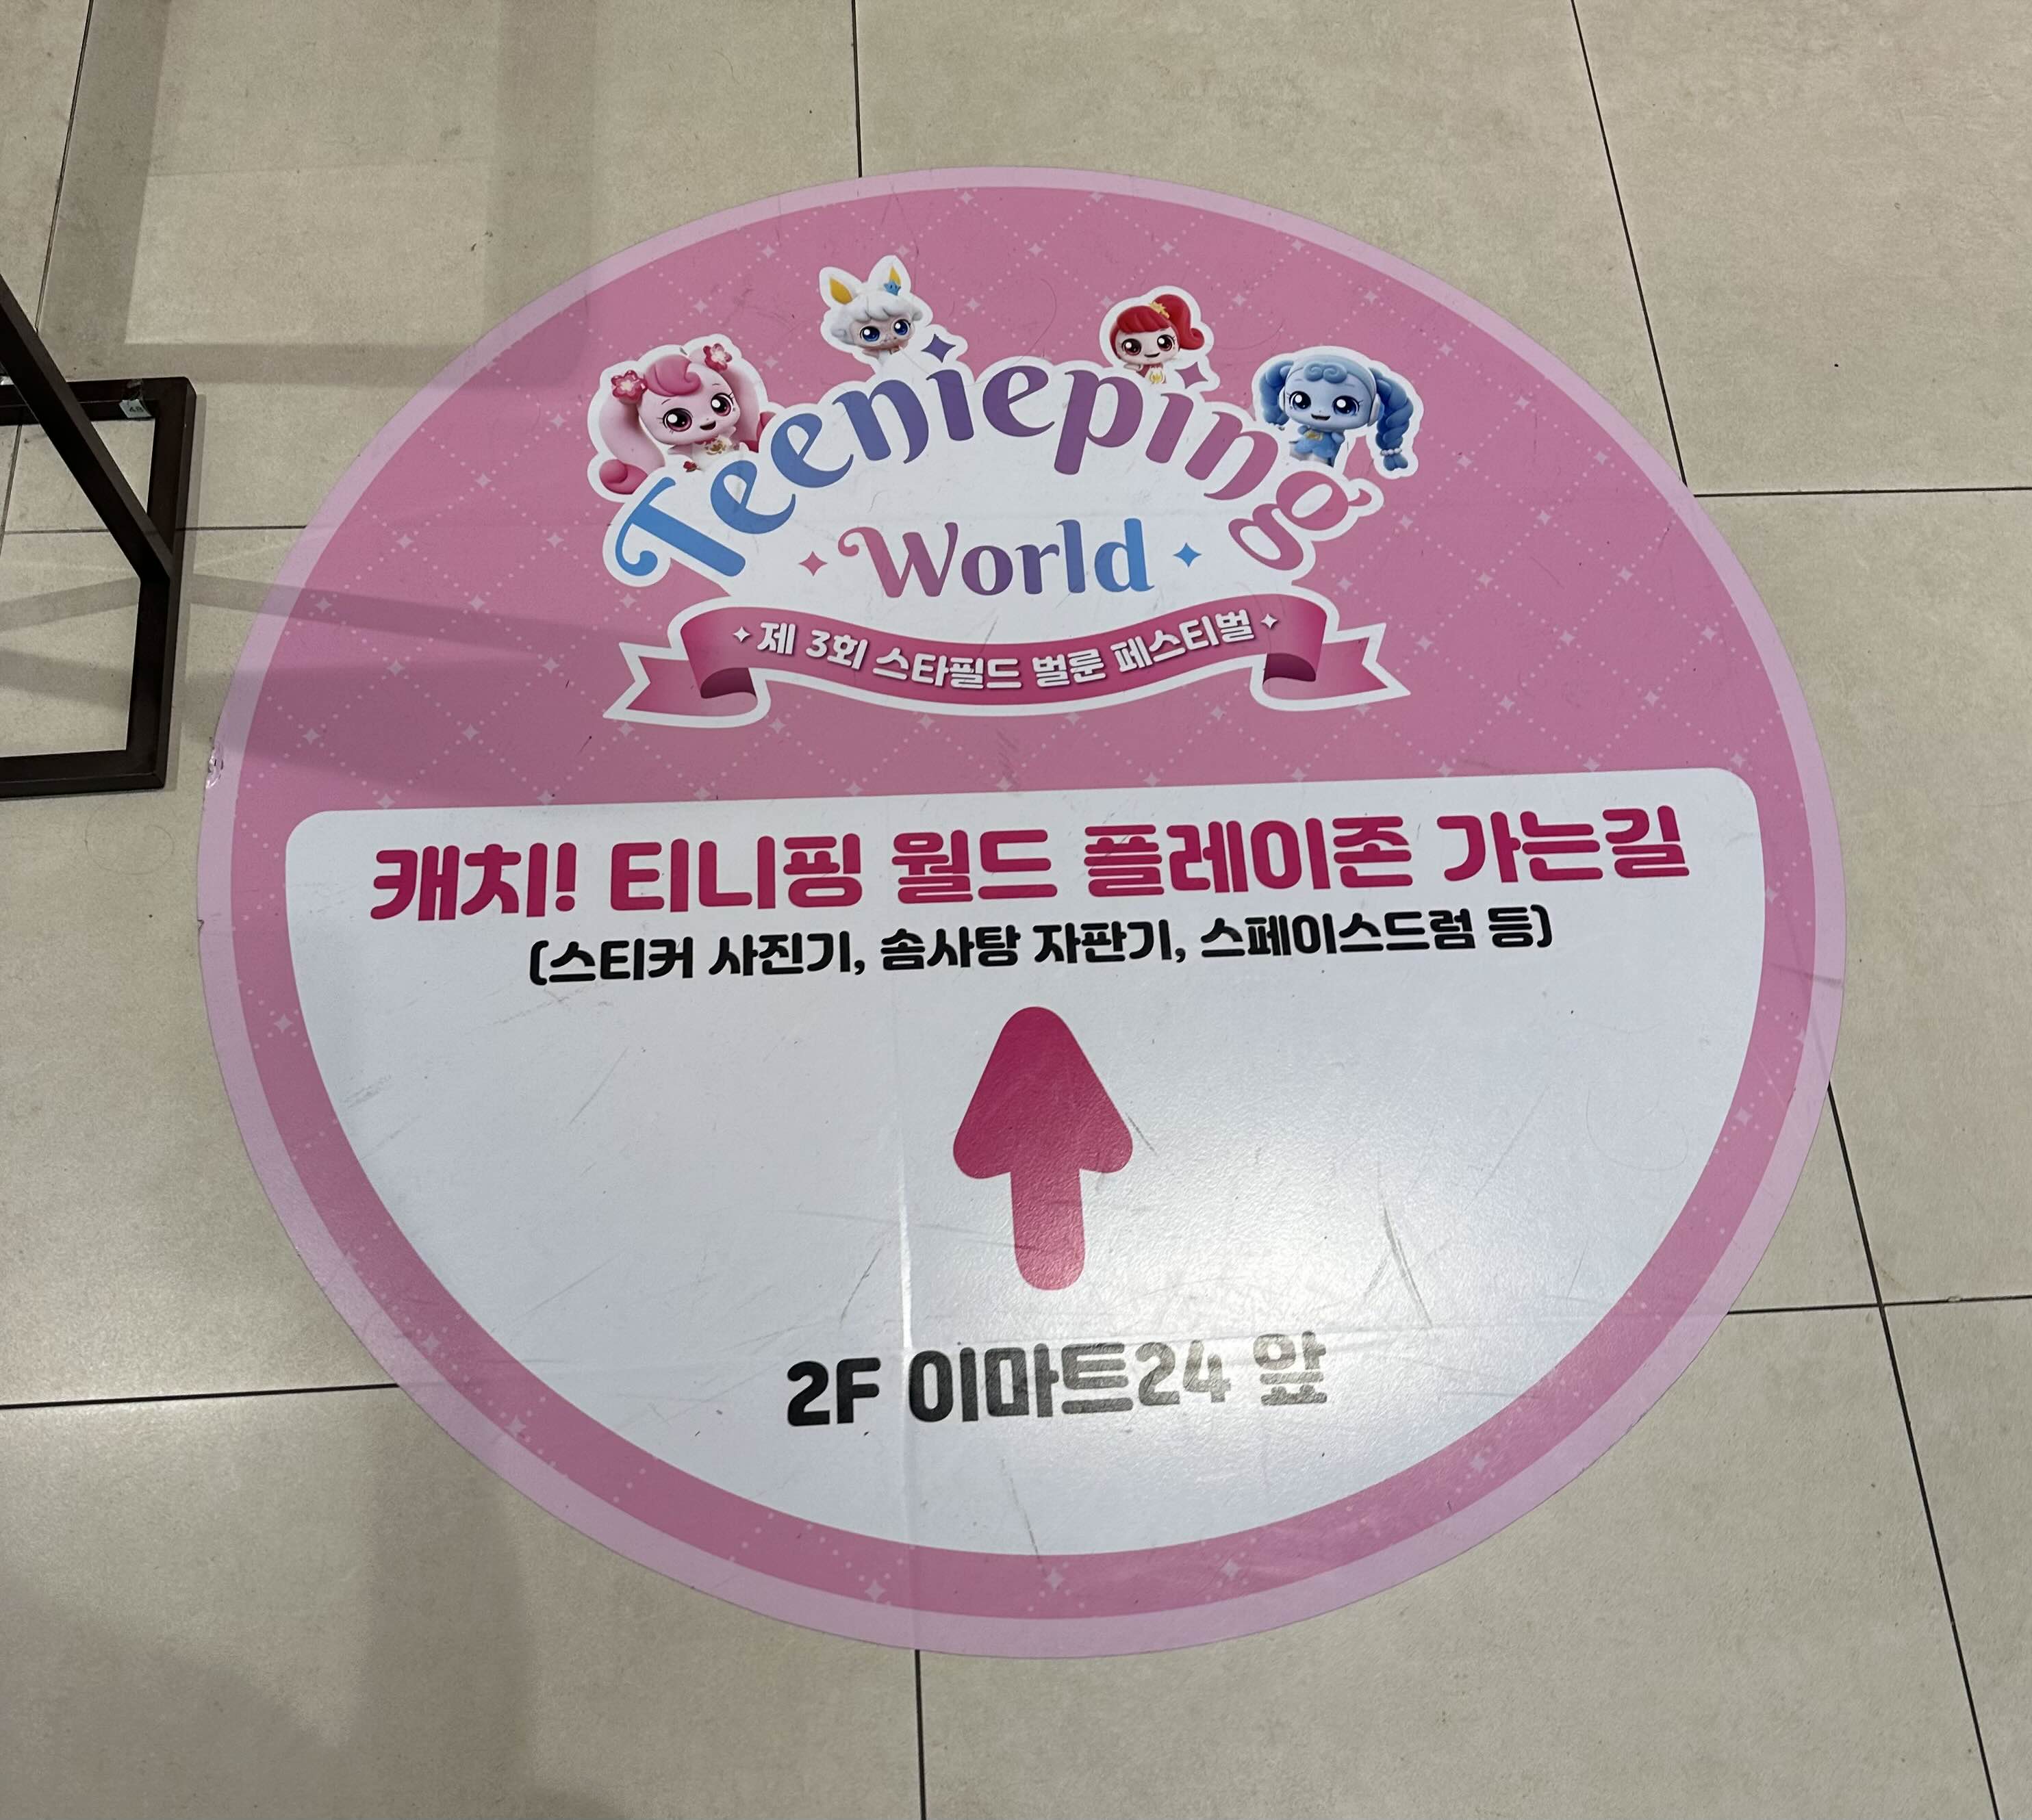 Teenieping
World
제 3회 스타필드 벌룬 페스티벌
캐치! 티니핑 월드 플레이존 가는길
(스티커 사진기, 솜사탕 자판기, 스페이스드럼 등)
2F 이마트24 앞